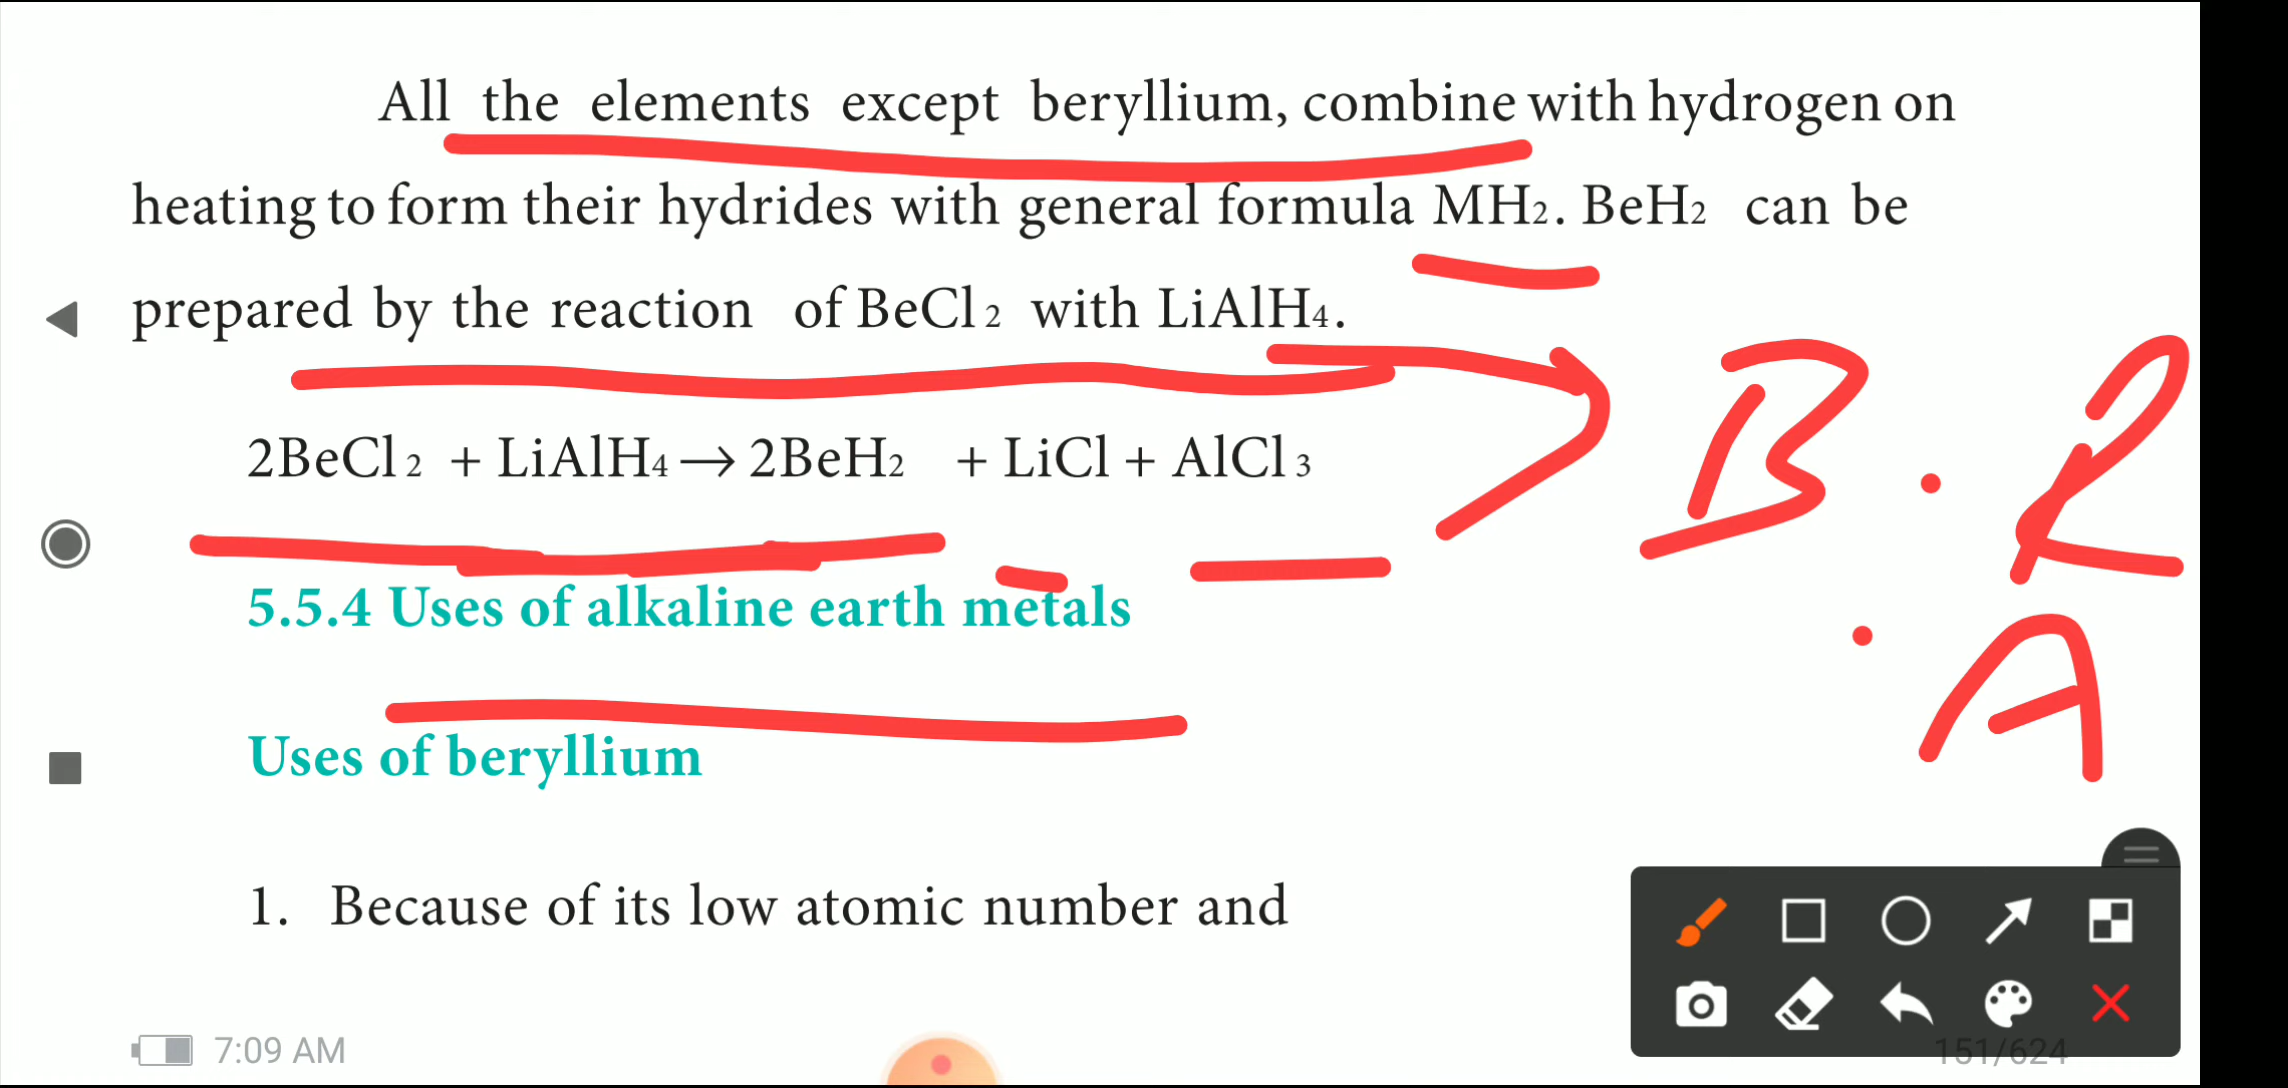 All the elements except beryllium, combine with hydrogen on
heating to form their hydrides with general formula MH₂. BeH₂ can be
prepared by the reaction of BeCl₂ with LiAlH₄.
2BeCl₂ + LiAlH₄ → 2BeH₂ + LiCl + AlCl₃
B.R
.A
5.5.4 Uses of alkaline earth metals
Uses of beryllium
1. Because of its low atomic number and
7:09 AM
151/624